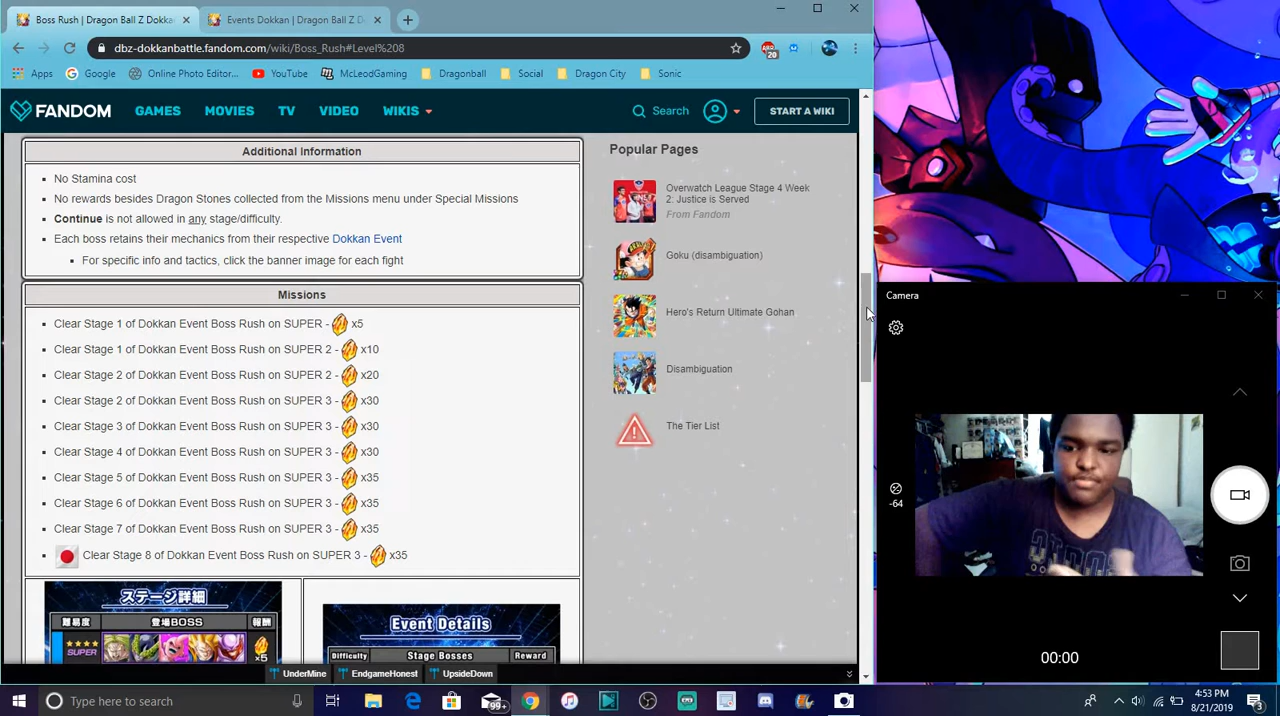 Boss Rush | Dragon Ball Z Dokka
Events Dokkan | Dragon Ball Z D
dbz-dokkanbattle.fandom.com/wiki/Boss_Rush#Level%208
20
Apps
Google
Online Photo Editor...
YouTube
McLeodGaming
Dragonball
Social
Dragon City
Sonic
FANDOM
GAMES
MOVIES
TV
VIDEO
WIKIS
Search
START A WIKI
Additional Information
No Stamina cost
No rewards besides Dragon Stones collected from the Missions menu under Special Missions
Continue is not allowed in any stage/difficulty.
Each boss retains their mechanics from their respective Dokkan Event
For specific info and tactics, click the banner image for each fight
Missions
Clear Stage 1 of Dokkan Event Boss Rush on SUPER - x5
Clear Stage 1 of Dokkan Event Boss Rush on SUPER 2 - x10
Clear Stage 2 of Dokkan Event Boss Rush on SUPER 2 - x20
Clear Stage 2 of Dokkan Event Boss Rush on SUPER 3 - x30
Clear Stage 3 of Dokkan Event Boss Rush on SUPER 3 - x30
Clear Stage 4 of Dokkan Event Boss Rush on SUPER 3 - x30
Clear Stage 5 of Dokkan Event Boss Rush on SUPER 3 - x35
Clear Stage 6 of Dokkan Event Boss Rush on SUPER 3 - x35
Clear Stage 7 of Dokkan Event Boss Rush on SUPER 3 - x35
Clear Stage 8 of Dokkan Event Boss Rush on SUPER 3 - x35
ステージ詳細
難易度 登場BOSS 報酬
SUPER
x5
Event Details
Difficulty Stage Bosses Reward
Popular Pages
Overwatch League Stage 4 Week
2: Justice is Served
From Fandom
Goku (disambiguation)
Hero's Return Ultimate Gohan
Disambiguation
The Tier List
UnderMine
EndgameHonest
UpsideDown
Camera
-64
00:00
Type here to search
99+
4:53 PM
8/21/2019
3